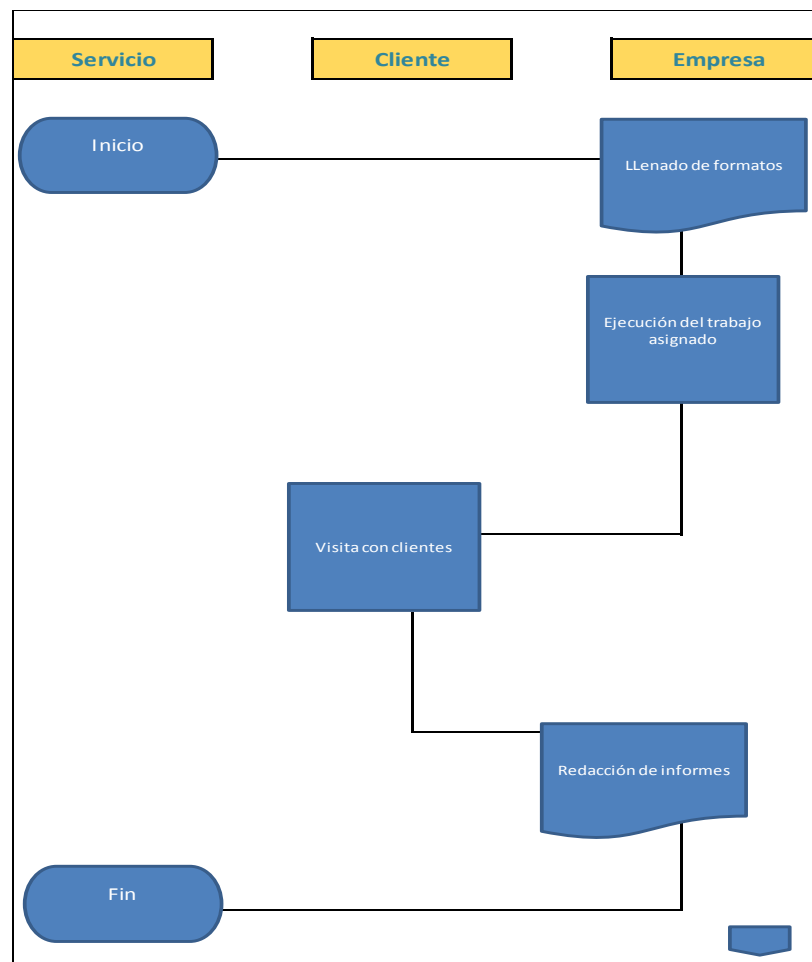 Servicio
Cliente
Empresa
Inicio
LLenado de formatos
Ejecución del trabajo
asignado
Visita con clientes
Redacción de informes
Fin